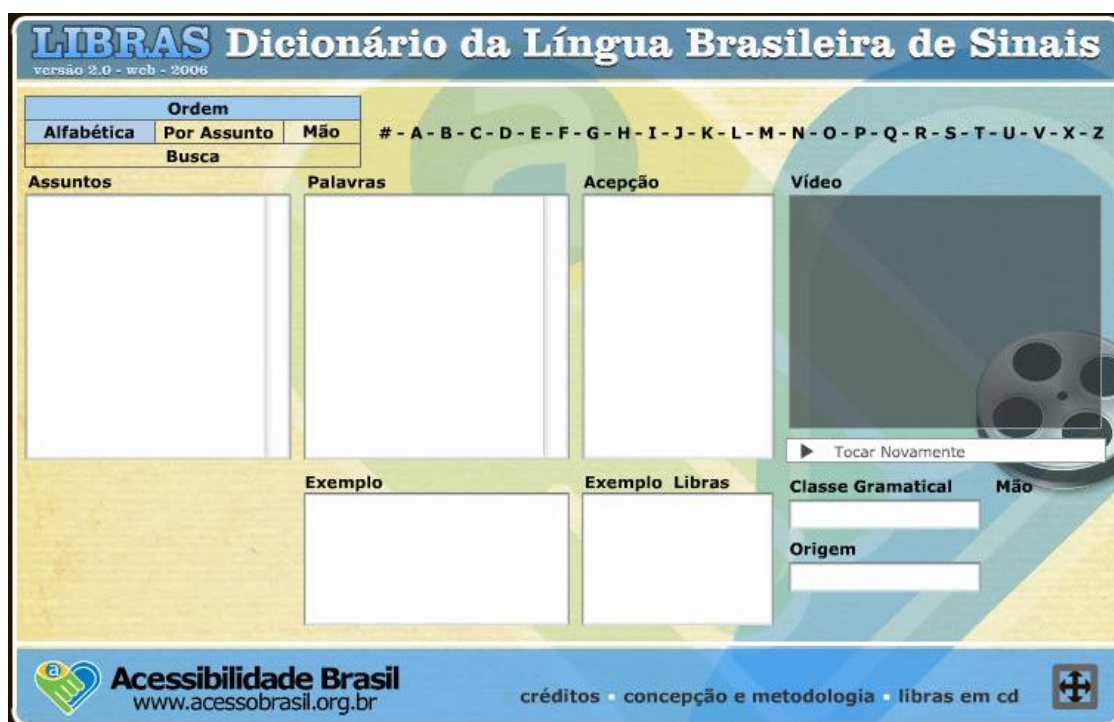 LIBRAS Dicionário da Língua Brasileira de Sinais
versão 2.0 - web - 2006
Ordem
Alfabética Por Assunto Mão
Busca
# - A - B - C - D - E - F - G - H - I - J - K - L - M - N - O - P - Q - R - S - T - U - V - X - Z
Assuntos Palavras Acepção Vídeo
Tocar Novamente
Exemplo Exemplo Libras Classe Gramatical Mão
Origem
a
Acessibilidade Brasil
www.acessobrasil.org.br
créditos concepção e metodologia libras em cd